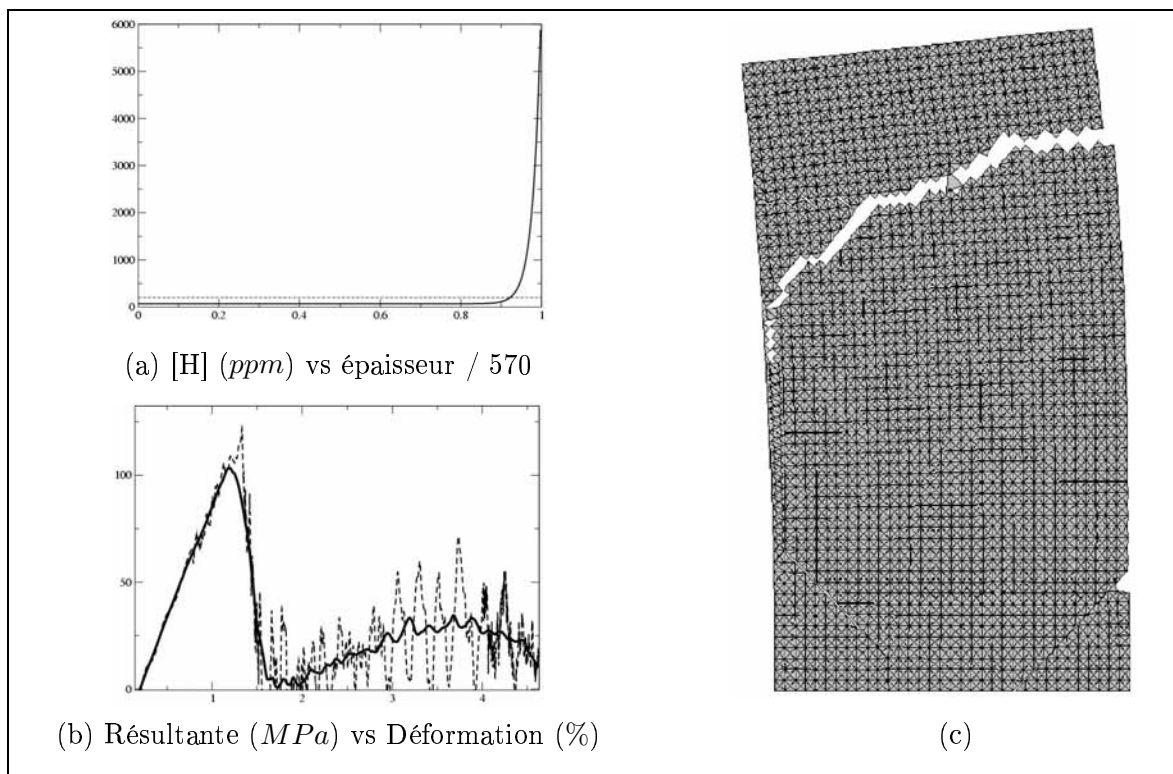 6000
5000
4000
3000
2000
1000
0
0 0.2 0.4 0.6 0.8 1
(a) [H] (ppm) vs épaisseur / 570
100
50
0
1 2 3 4
(b) Résultante (MPa) vs Déformation (%)
(c)